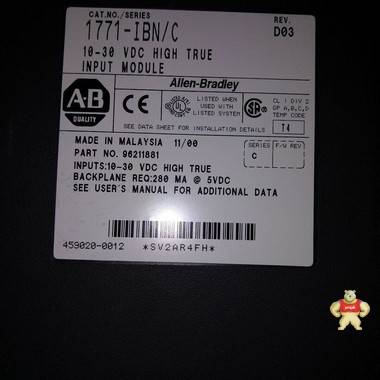 CAT.NO./SERIES
1771-IBN/C
REV.
D03
10-30 VDC HIGH TRUE
INPUT MODULE
Allen-Bradley
AB
QUALITY
CE
UL
LISTED WHEN
USED WITH
LISTED SYSTEM
SA
CL I DIV 2
GP A,B,C,D
TEMP CODE
T4
SEE DATA SHEET FOR INSTALLATION DETAILS
MADE IN MALAYSIA 11/00
PART NO. 96211881
SERIES
C
F/W REV
INPUTS:10-30 VDC HIGH TRUE
BACKPLANE REQ:280 MA @ 5VDC
SEE USER'S MANUAL FOR ADDITIONAL DATA
459020-0012
*SV2AR4FH*